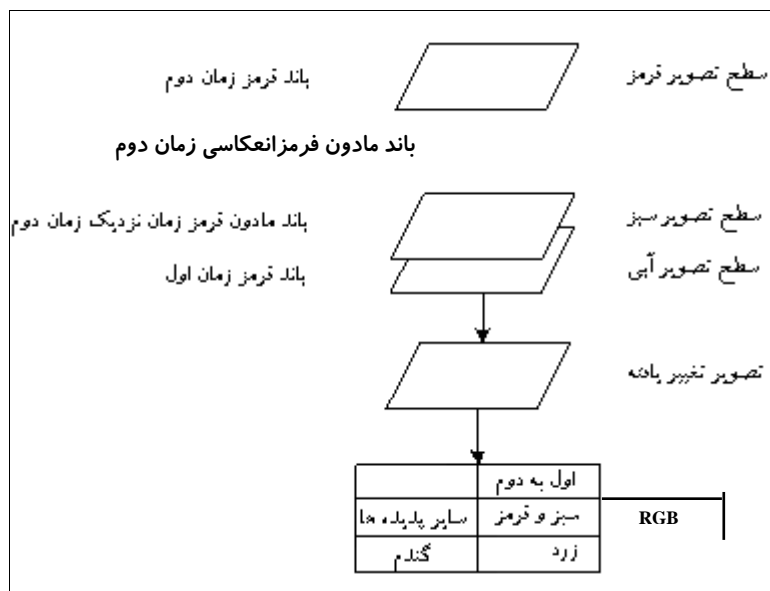 سطح تصویر قرمز
باند قرمز زمان دوم
باند مادون قرمزانعکاسی زمان دوم
سطح تصویر سبز
باند مادون قرمز زمان نزدیک زمان دوم
سطح تصویر آبی
باند قرمز زمان اول
تصویر تغییر یافته
اول به دوم
سبز و قرمز
سایر پدیده ها
RGB
زرد
گندم